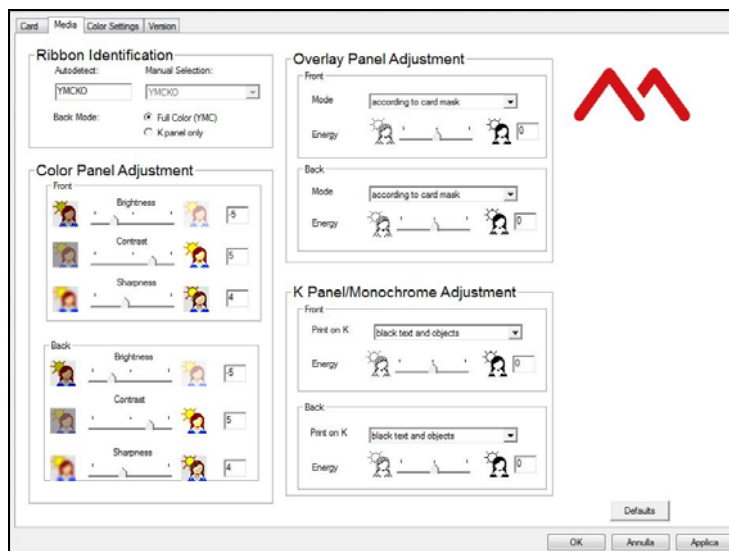 Card Media Color Settings Version
Ribbon Identification
Autodetect: Manual Selection:
YMCKO YMCKO
Back Mode: Full Color (YMC)
K panel only
Color Panel Adjustment
Front
Brightness
-5
Contrast
5
Sharpness
4
Back
Brightness
-5
Contrast
5
Sharpness
4
Overlay Panel Adjustment
Front
Mode according to card mask
Energy 0
Back
Mode according to card mask
Energy 0
K Panel/Monochrome Adjustment
Front
Print on K black text and objects
Energy 0
Back
Print on K black text and objects
Energy 0
Defaults
OK Annulla Applica